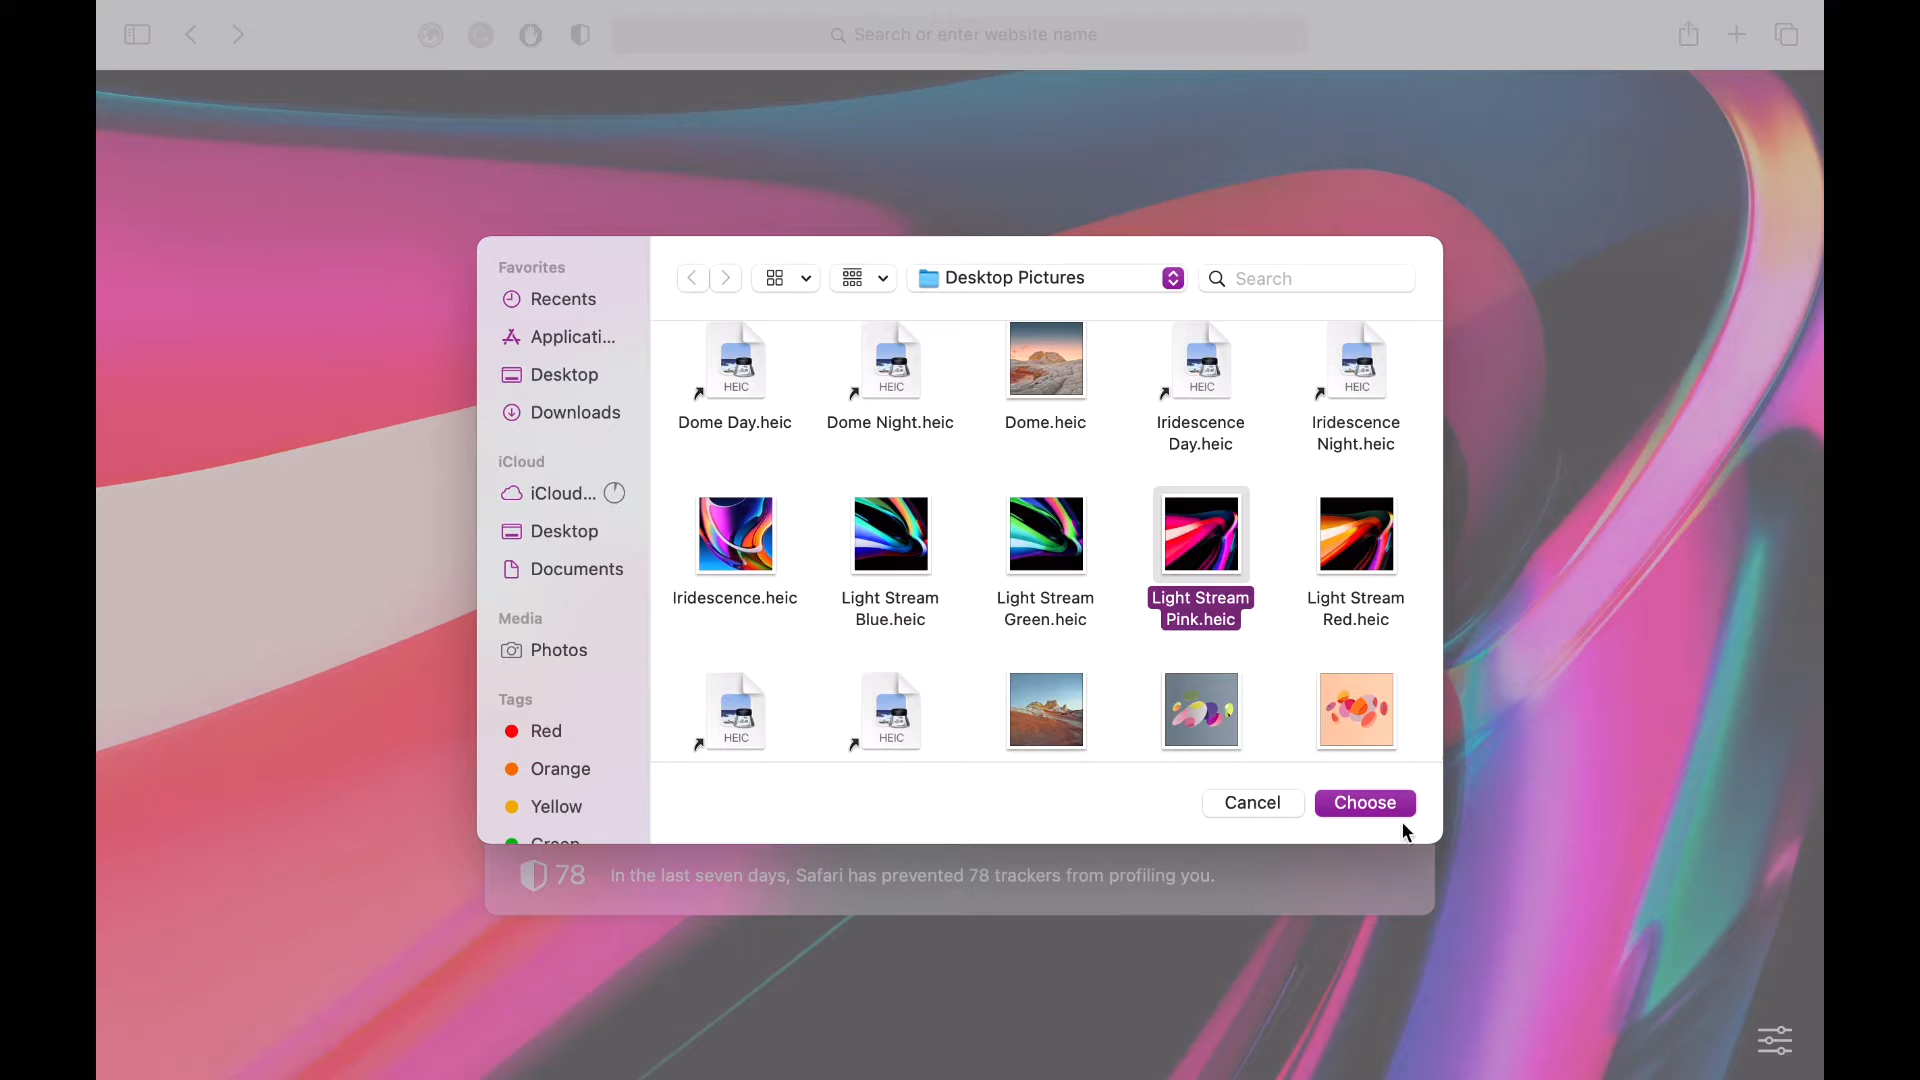 Search or enter website name
Favorites
Recents
Applicati...
Desktop
Downloads
iCloud
iCloud...
Desktop
Documents
Media
Photos
Tags
Red
Orange
Yellow
Green
Desktop Pictures
Search
HEIC
HEIC
HEIC
HEIC
Dome Day.heic
Dome Night.heic
Dome.heic
Iridescence
Day.heic
Iridescence
Night.heic
Iridescence.heic
Light Stream
Blue.heic
Light Stream
Green.heic
Light Stream
Pink.heic
Light Stream
Red.heic
HEIC
HEIC
Cancel
Choose
78
In the last seven days, Safari has prevented 78 trackers from profiling you.